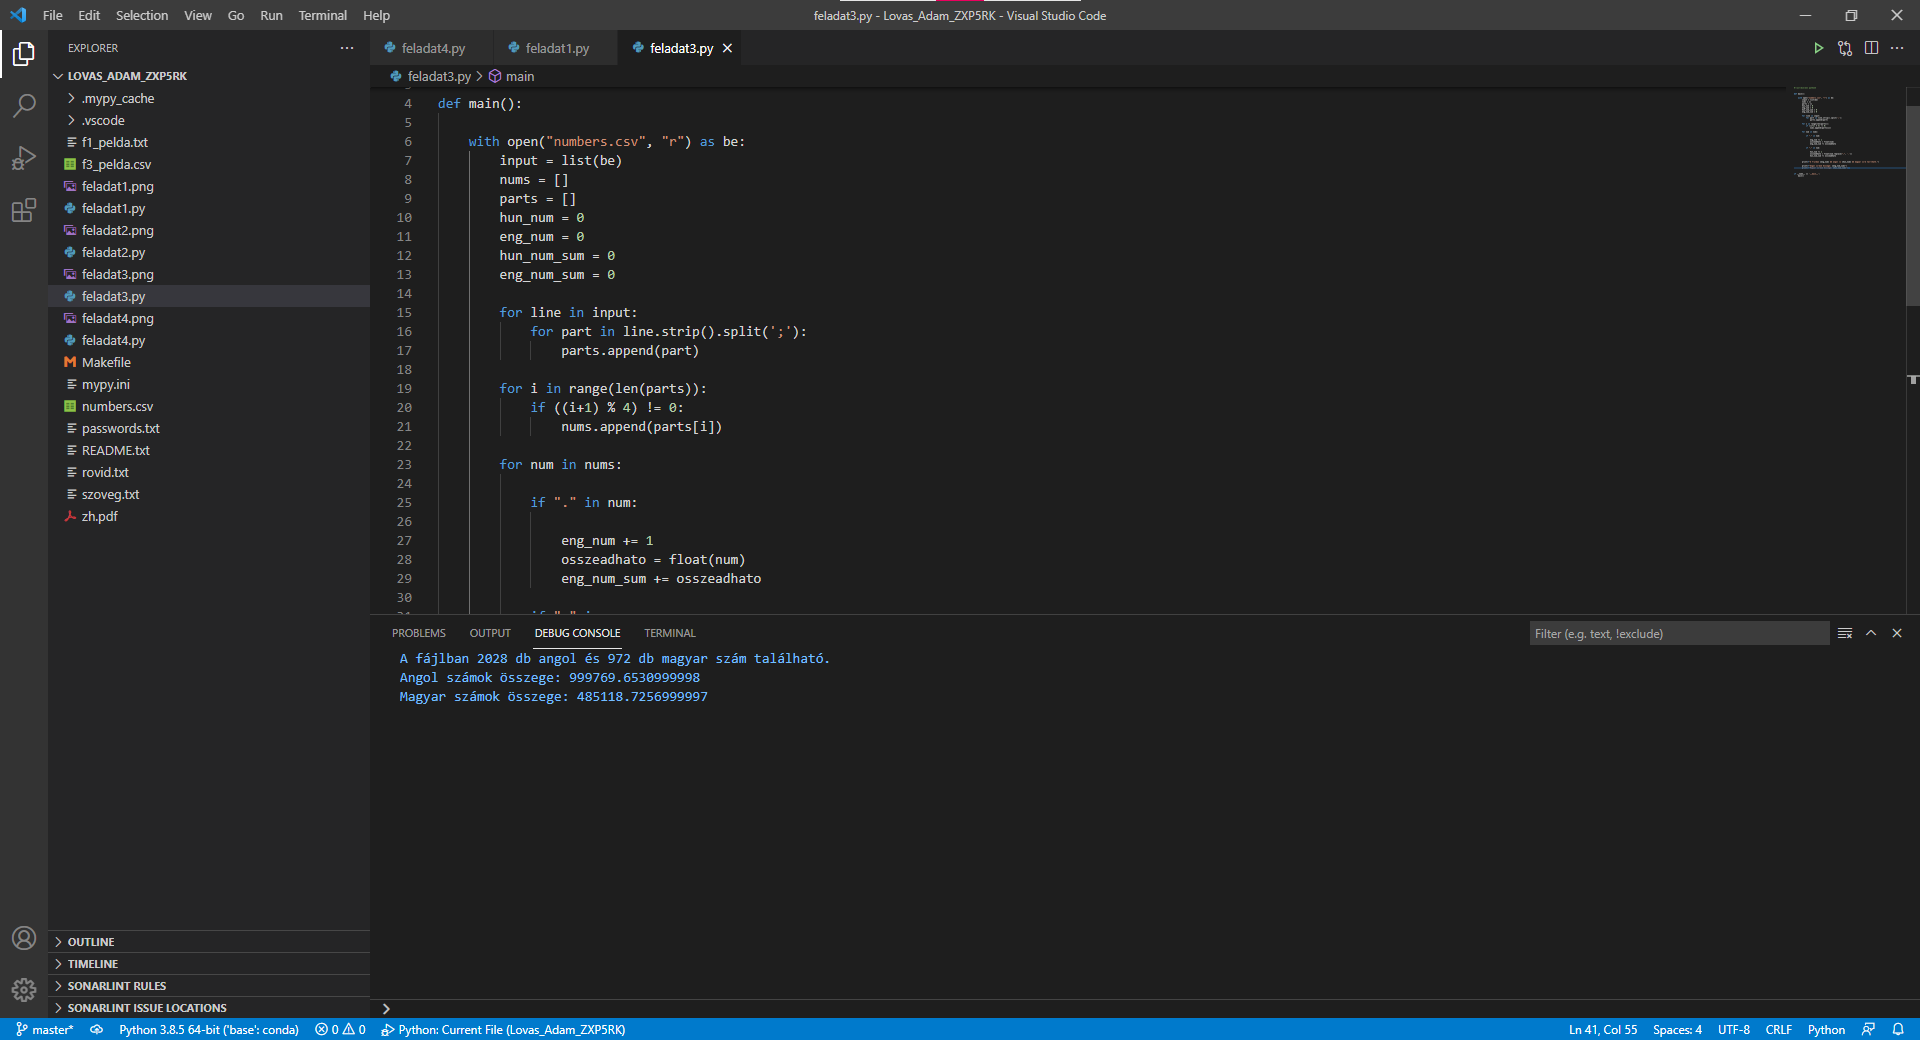 File Edit Selection View Go Run Terminal Help
feladat3.py - Lovas_Adam_ZXP5RK - Visual Studio Code
EXPLORER
LOVAS_ADAM_ZXP5RK
.mypy_cache
.vscode
f1_pelda.txt
f3_pelda.csv
feladat1.png
feladat1.py
feladat2.png
feladat2.py
feladat3.png
feladat3.py
feladat4.png
feladat4.py
Makefile
mypy.ini
numbers.csv
passwords.txt
README.txt
rovid.txt
szoveg.txt
zh.pdf
OUTLINE
TIMELINE
SONARLINT RULES
SONARLINT ISSUE LOCATIONS
feladat4.py feladat1.py feladat3.py
feladat3.py > main
4 def main():
5
6 with open("numbers.csv", "r") as be:
7 input = list(be)
8 nums = []
9 parts = []
10 hun_num = 0
11 eng_num = 0
12 hun_num_sum = 0
13 eng_num_sum = 0
14
15 for line in input:
16 for part in line.strip().split(';'):
17 parts.append(part)
18
19 for i in range(len(parts)):
20 if ((i+1) % 4) != 0:
21 nums.append(parts[i])
22
23 for num in nums:
24
25 if "." in num:
26
27 eng_num += 1
28 osszeadhato = float(num)
29 eng_num_sum += osszeadhato
30
PROBLEMS OUTPUT DEBUG CONSOLE TERMINAL
Filter (e.g. text, !exclude)
A fájlban 2028 db angol és 972 db magyar szám található.
Angol számok összege: 999769.6530999998
Magyar számok összege: 485118.7256999997
master* Python 3.8.5 64-bit ('base': conda) 0 0 Python: Current File (Lovas_Adam_ZXP5RK)
Ln 41, Col 55 Spaces: 4 UTF-8 CRLF Python